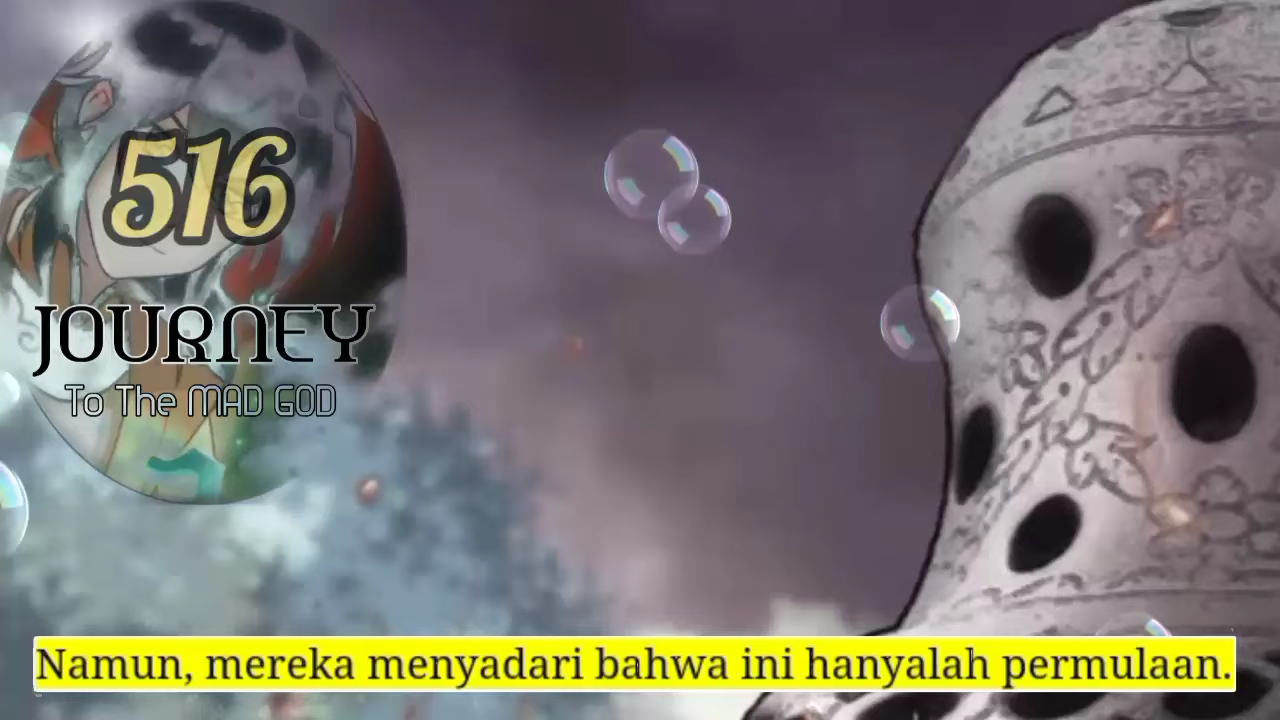 516
JOURNEY
To The MAD GOD
Namun, mereka menyadari bahwa ini hanyalah permulaan.